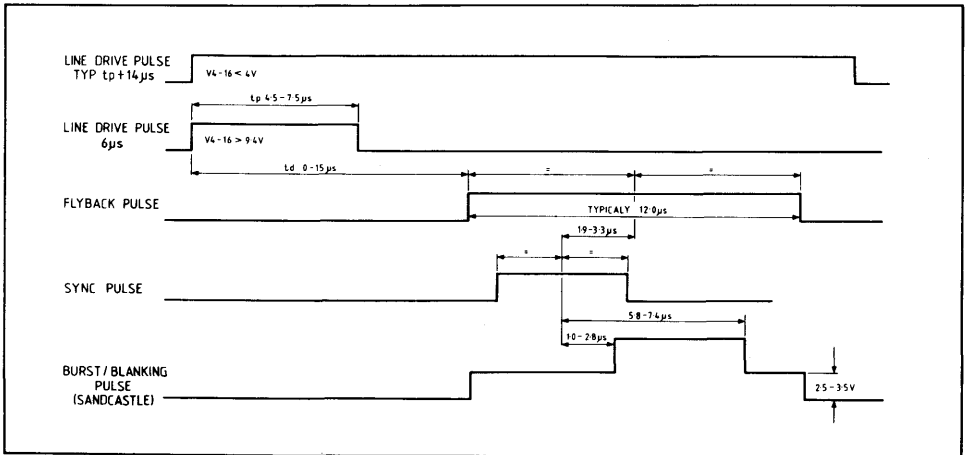 LINE DRIVE PULSE
TYP tp+14µs
V4-16 < 4V
tp 4·5-7·5µs
LINE DRIVE PULSE
6µs
V4-16 > 9·4V
td 0-15µs
=
=
FLYBACK PULSE
TYPICALY 12·0µs
1·9-3·3µs
=
=
SYNC PULSE
5·8-7·4µs
1·0-2·8µs
BURST/BLANKING
PULSE
(SANDCASTLE)
2·5-3·5V